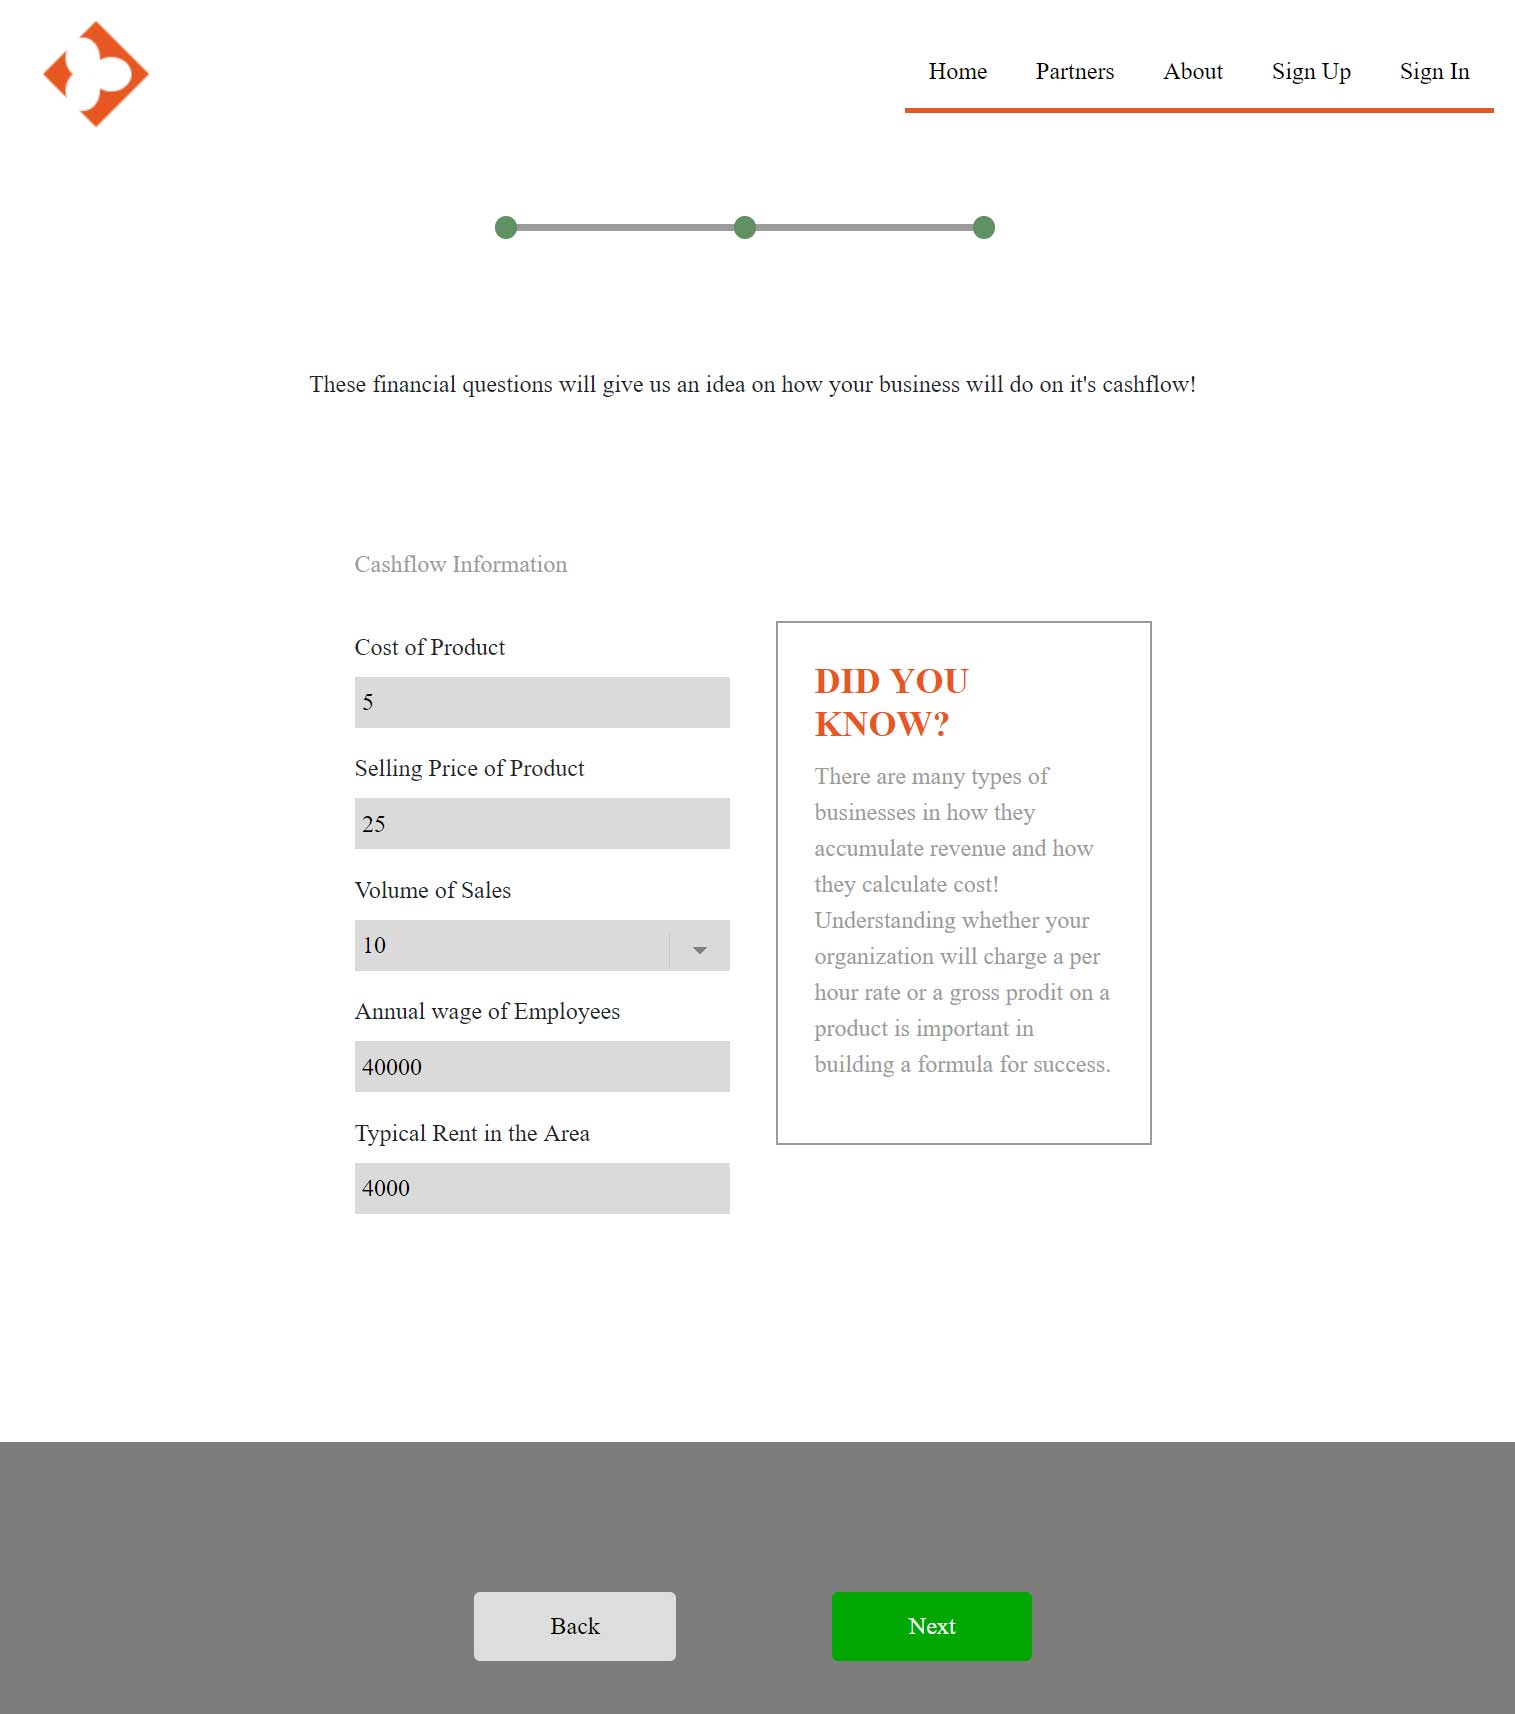 Home Partners About Sign Up Sign In
These financial questions will give us an idea on how your business will do on it's cashflow!
Cashflow Information
Cost of Product
5
Selling Price of Product
25
Volume of Sales
10
Annual wage of Employees
40000
Typical Rent in the Area
4000
DID YOU
KNOW?
There are many types of
businesses in how they
accumulate revenue and how
they calculate cost!
Understanding whether your
organization will charge a per
hour rate or a gross prodit on a
product is important in
building a formula for success.
Back Next